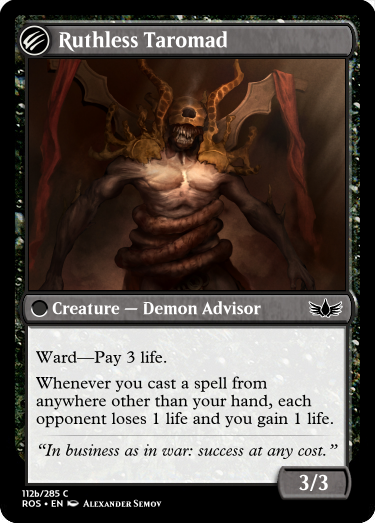 Ruthless Taromad
Creature — Demon Advisor
Ward—Pay 3 life.
Whenever you cast a spell from
anywhere other than your hand, each
opponent loses 1 life and you gain 1 life.
“In business as in war: success at any cost.”
3/3
112b/285 C
ROS • EN Alexander Semov